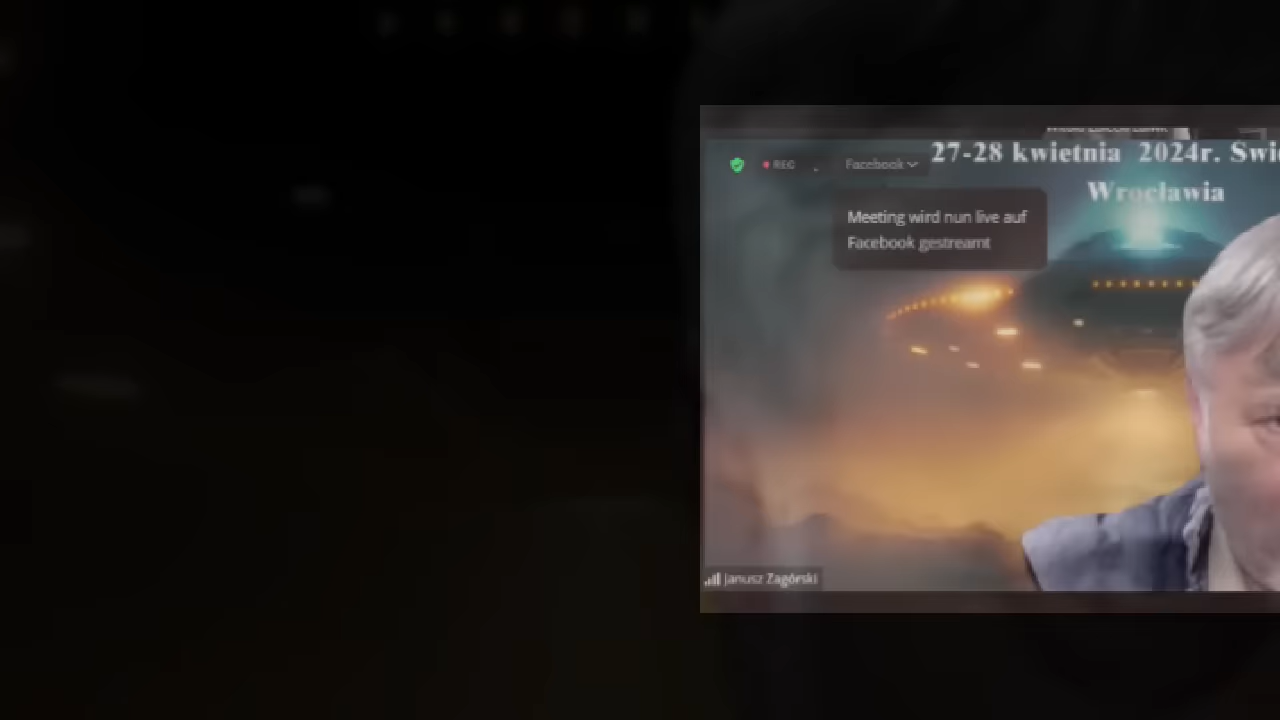 REC
Facebook
27-28 kwietnia 2024r.
Wrocławia
Meeting wird nun live auf
Facebook gestreamt
Janusz Zagórski